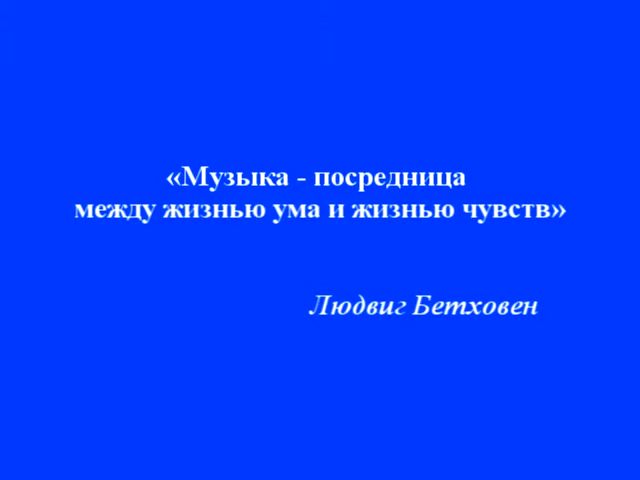 «Музыка - посредница
между жизнью ума и жизнью чувств»
Людвиг Бетховен